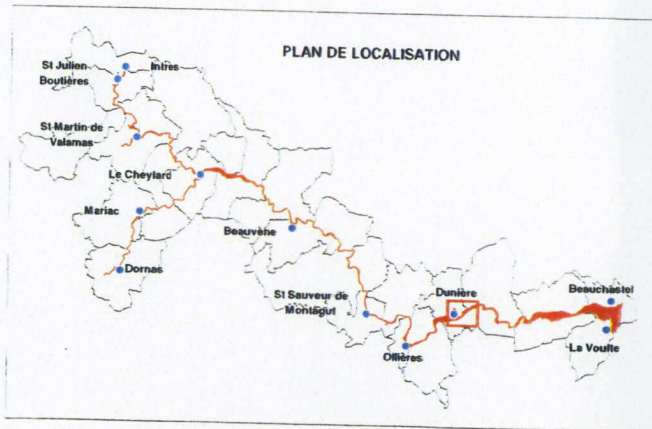 PLAN DE LOCALISATION
St Julien
Boutières
Intres
St Martin de
Valamas
Le Cheylard
Mariac
Beauvène
Dornas
St Sauveur de
Montagut
Dunière
Beauchastel
Ollières
La Voulte